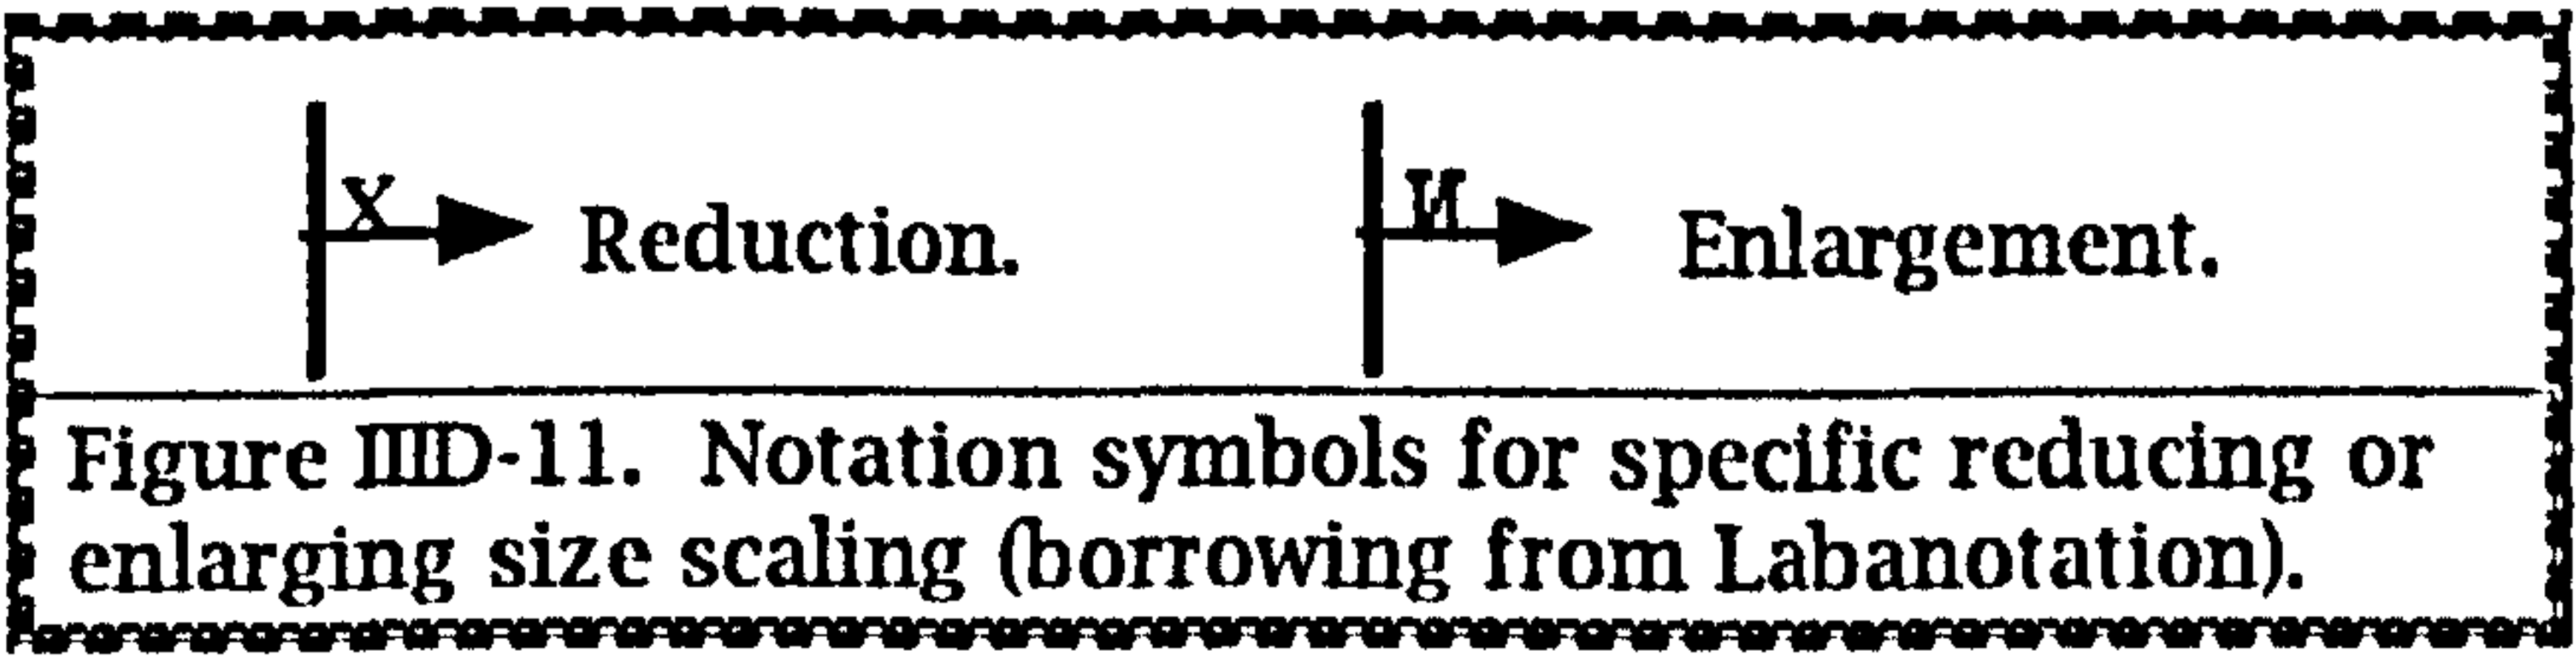 X Reduction. И Enlargement.
Figure IIID-11. Notation symbols for specific reducing or
enlarging size scaling (borrowing from Labanotation).